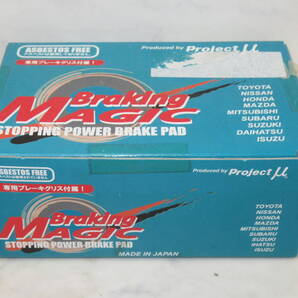 ASBESTOS FREE
専用ブレーキグリス付属！
Produced by Project μ
Braking
MAGIC
STOPPING POWER BRAKE PAD
TOYOTA
NISSAN
HONDA
MAZDA
MITSUBISHI
SUBARU
SUZUKI
DAIHATSU
ISUZU
ASBESTOS FREE
専用ブレーキグリス付属！
Produced by Project μ
Braking
MAGIC
STOPPING POWER BRAKE PAD
MADE IN JAPAN
TOYOTA
NISSAN
HONDA
MAZDA
MITSUBISHI
SUBARU
SUZUKI
IHATSU
ISUZU